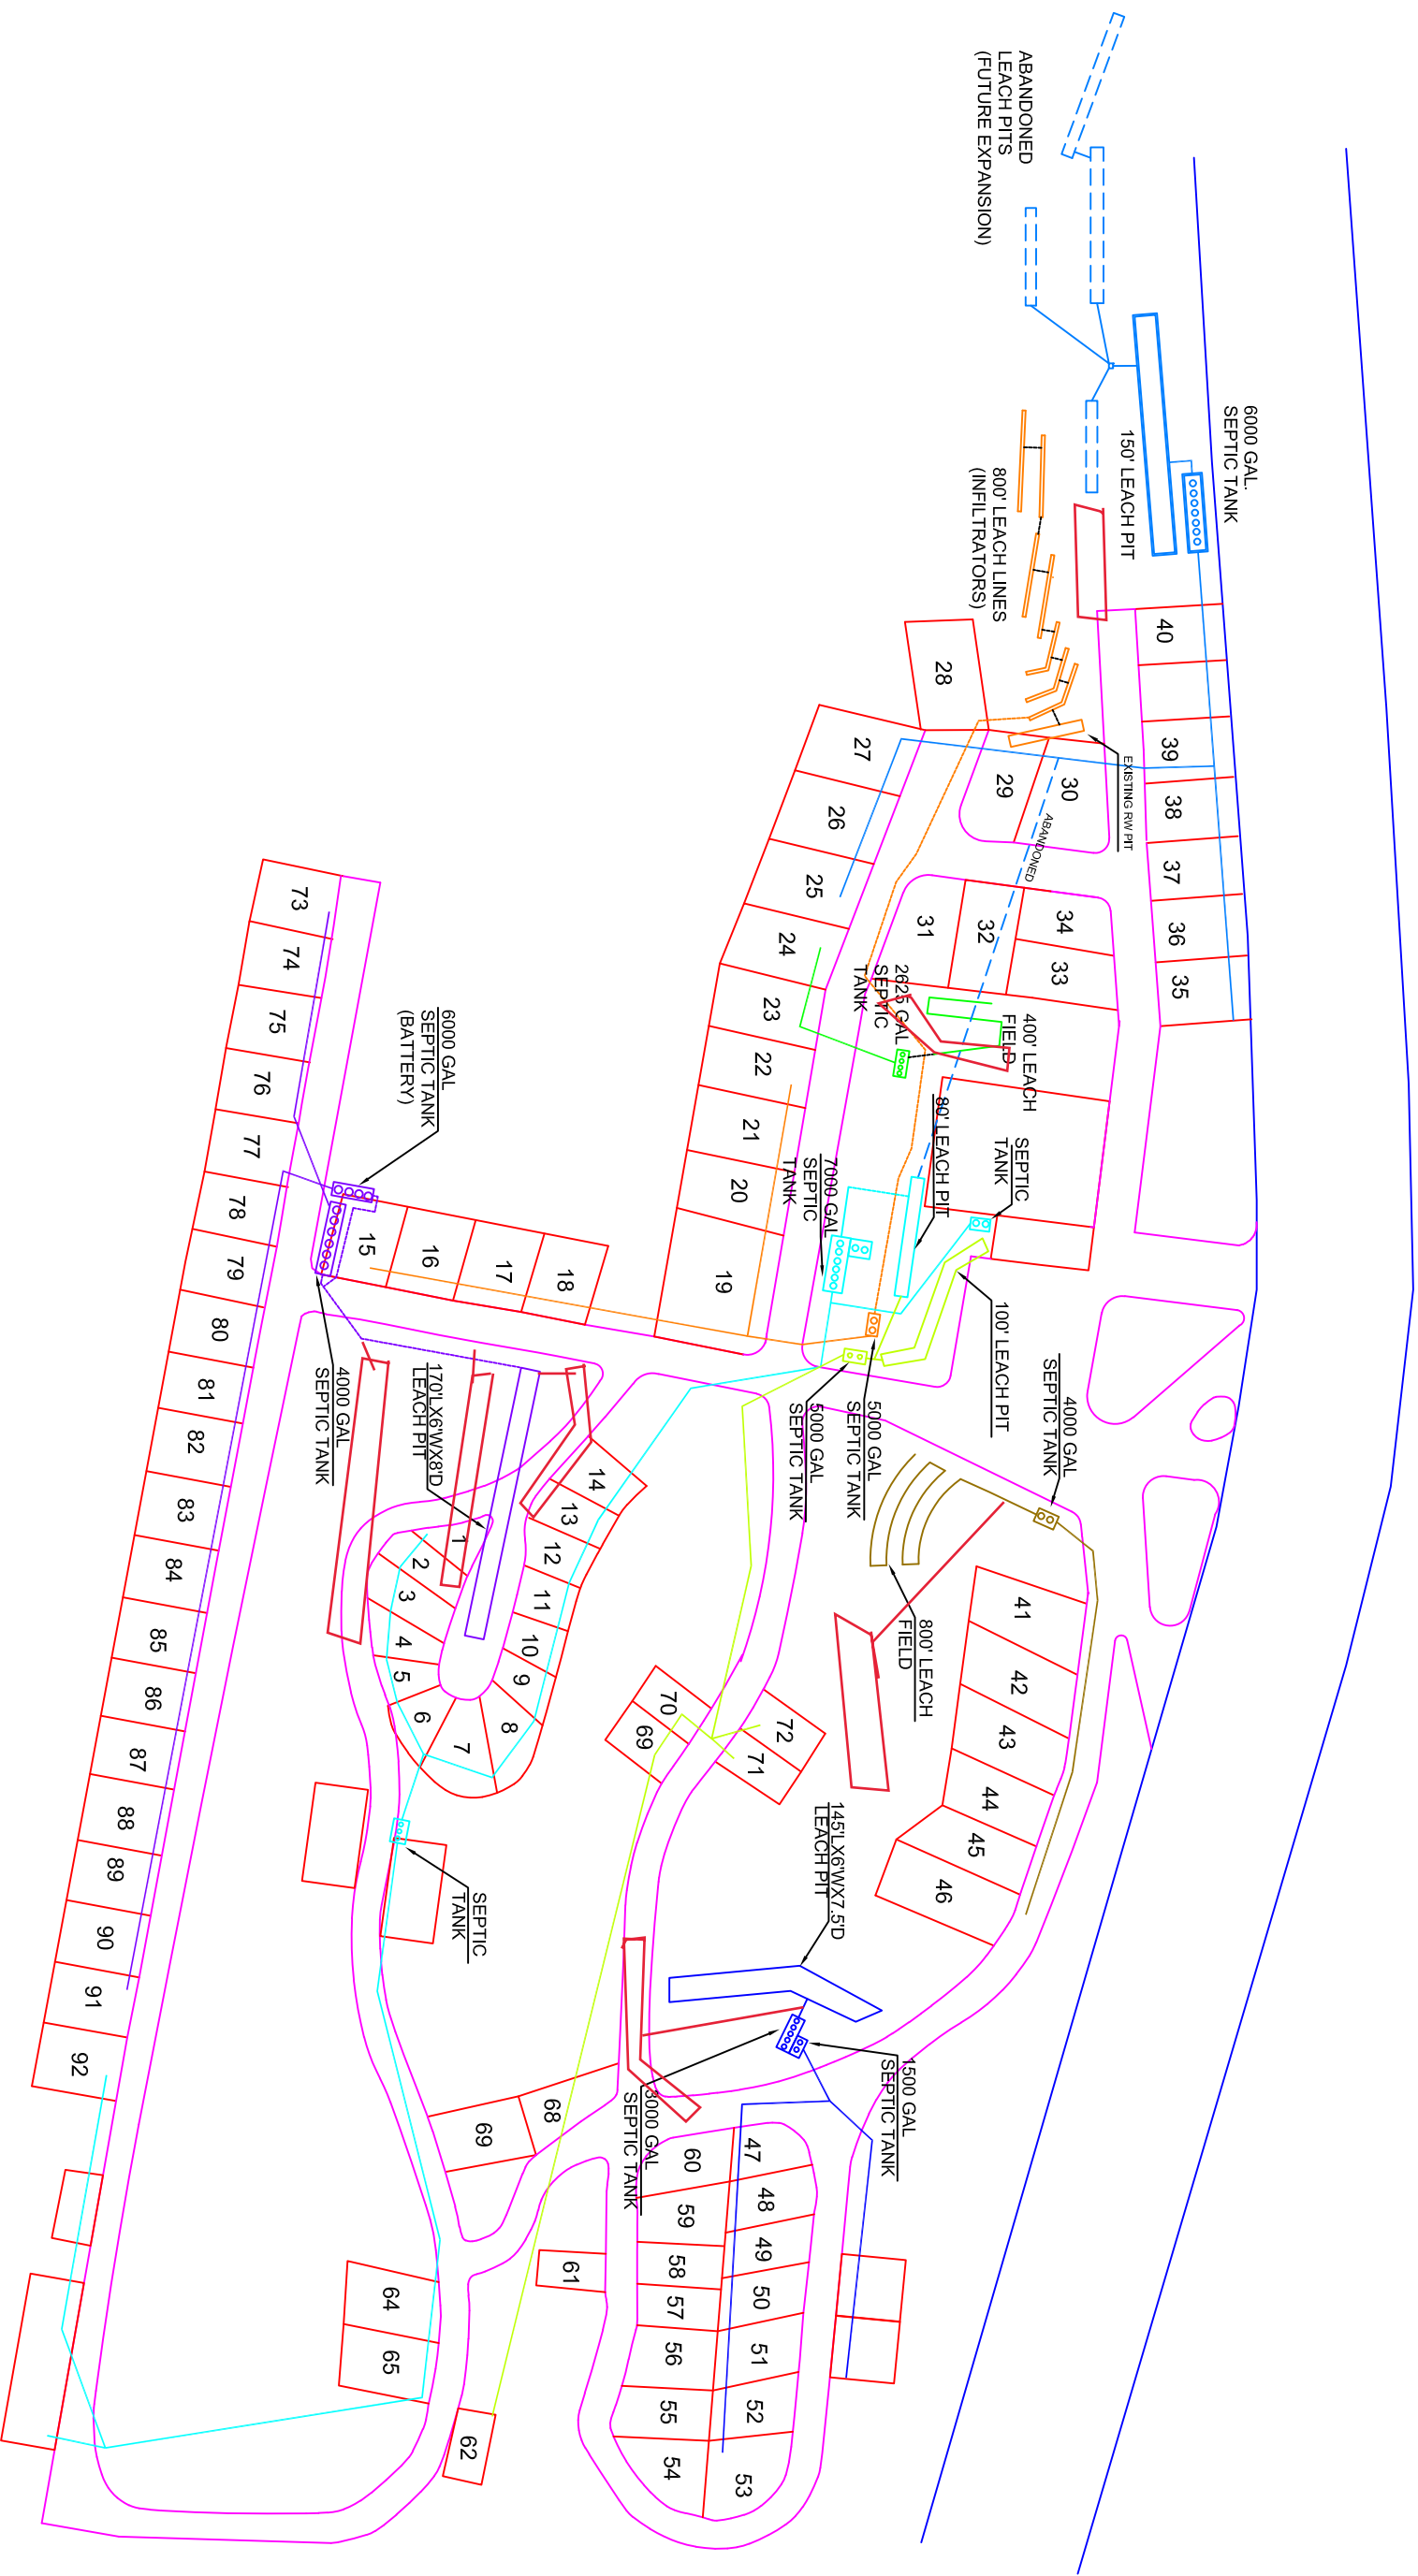 ABANDONED
LEACH PITS
(FUTURE EXPANSION)
6000 GAL.
SEPTIC TANK
150' LEACH PIT
800' LEACH LINES
(INFILTRATORS)
EXISTING RW PIT
ABANDONED
40
39
38
37
36
35
28
27
26
25
24
23
22
21
20
19
29
30
31
32
34
33
2625 GAL
SEPTIC
TANK
400' LEACH
FIELD
80' LEACH PIT
SEPTIC
TANK
7000 GAL
SEPTIC
TANK
100' LEACH PIT
5000 GAL
SEPTIC TANK
5000 GAL
SEPTIC TANK
4000 GAL
SEPTIC TANK
800' LEACH
FIELD
6000 GAL
SEPTIC TANK
(BATTERY)
4000 GAL
SEPTIC TANK
170'LX6'WX8'D
LEACH PIT
15
16
17
18
14
13
12
11
10
9
8
7
6
5
4
3
2
1
41
42
43
44
45
46
70
69
72
71
145'LX6'WX7.5'D
LEACH PIT
SEPTIC
TANK
1500 GAL
SEPTIC TANK
3000 GAL
SEPTIC TANK
68
69
47
48
49
50
51
52
53
54
55
56
57
58
59
60
61
62
64
65
73
74
75
76
77
78
79
80
81
82
83
84
85
86
87
88
89
90
91
92